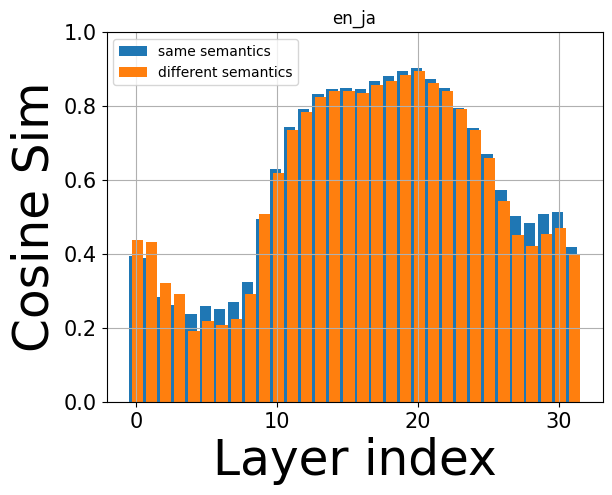 en_ja
same semantics
different semantics
1.0
0.8
0.6
0.4
0.2
0.0
Cosine Sim
0 10 20 30
Layer index